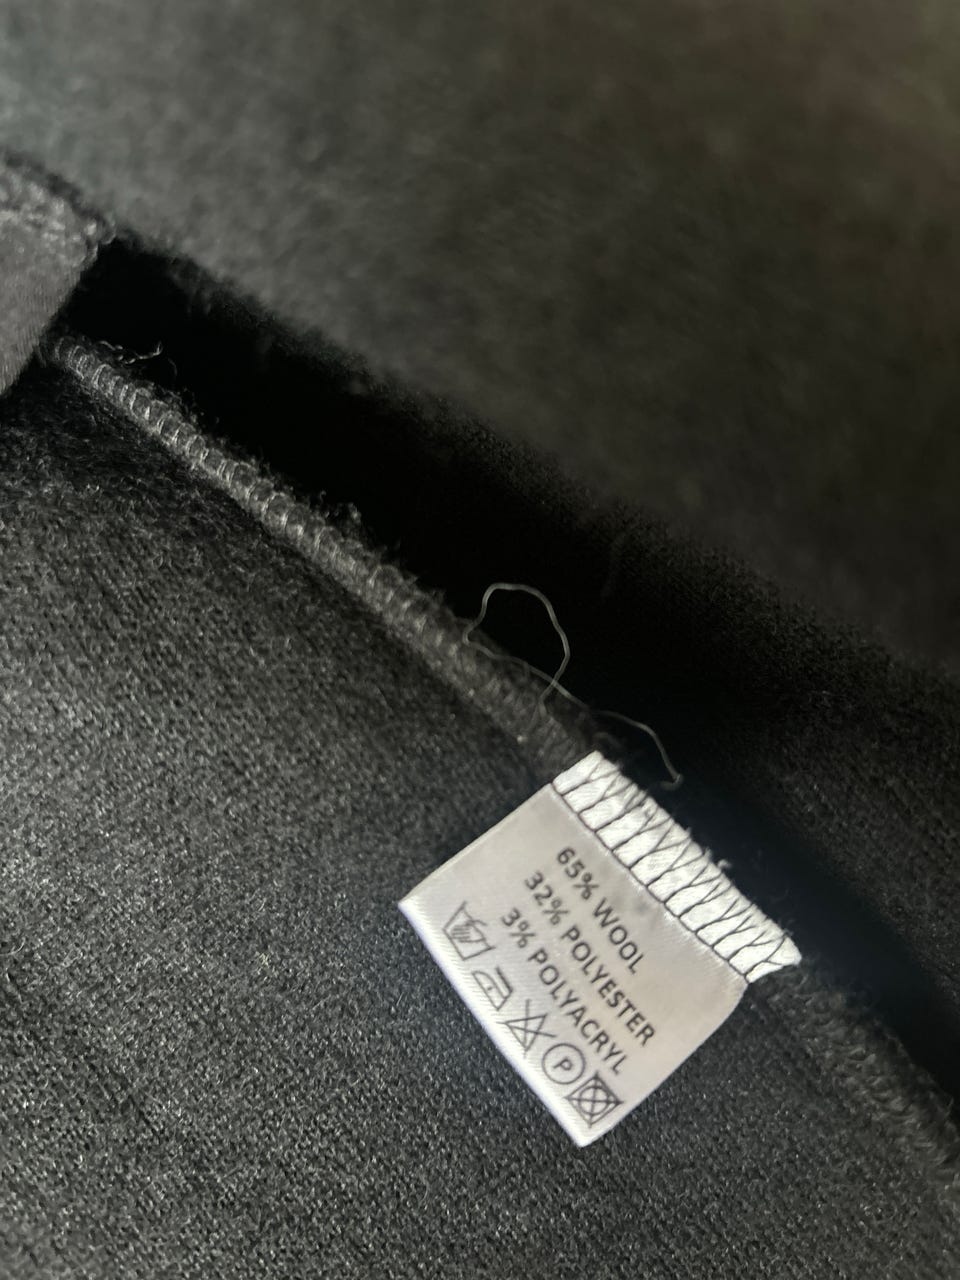 65% WOOL
32% POLYESTER
3% POLYACRYL
P